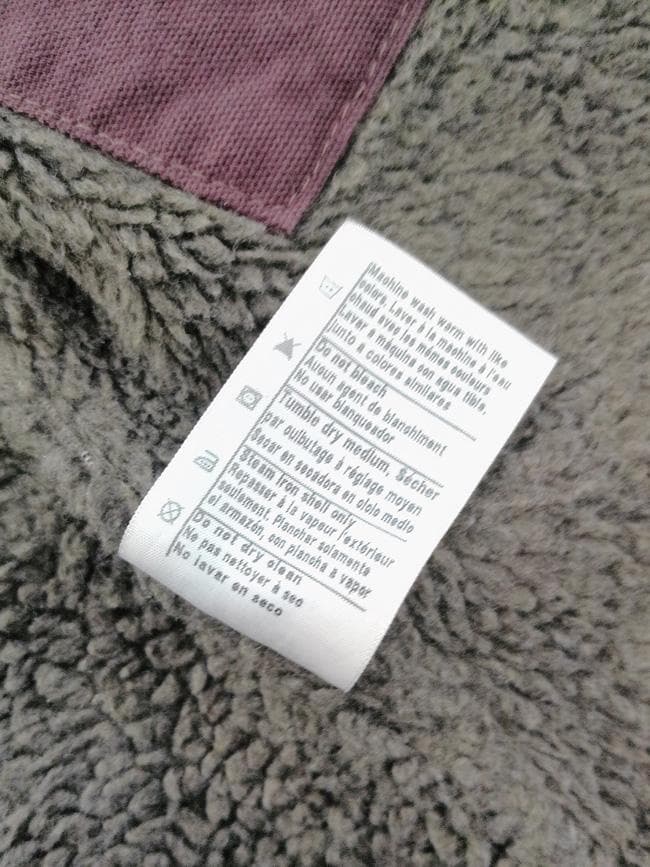 Machine wash warm with like
colors. Laver à la machine à l'eau
chaud avec les mêmes couleurs
Lavar a máquina son agua tible,
junto a colores similares
Do not bleach
Aucun agent de blanchiment
No usar blanqueador
Tumble dry medium, Sécher
par culbutage à réglage moyen
Secar en secadora en ololo medio
Steam iron shell only
Repasser à la vapeur l'extérieur
seulement. Planchar solamente
el armazón, con plancha a vapor
Do not dry clean
Ne pas nettoyer à sec
No lavar en seco